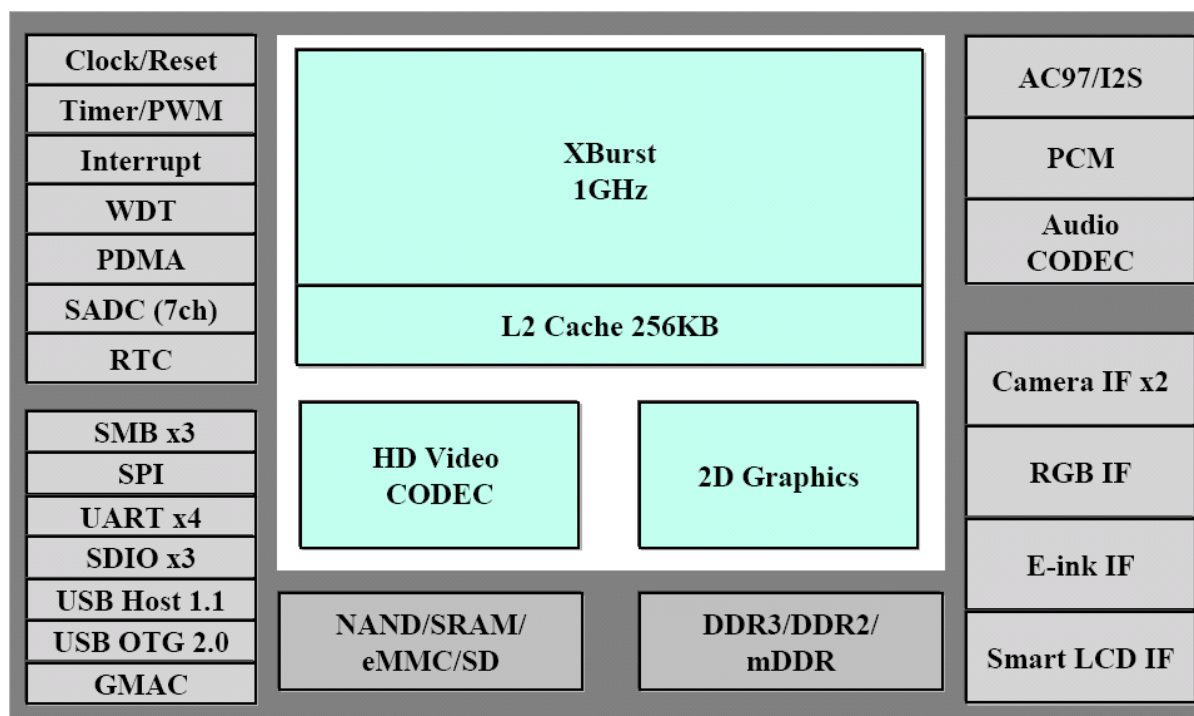 Clock/Reset
Timer/PWM
Interrupt
WDT
PDMA
SADC (7ch)
RTC
SMB x3
SPI
UART x4
SDIO x3
USB Host 1.1
USB OTG 2.0
GMAC
XBurst
1GHz
L2 Cache 256KB
HD Video
CODEC
2D Graphics
NAND/SRAM/
eMMC/SD
DDR3/DDR2/
mDDR
AC97/I2S
PCM
Audio
CODEC
Camera IF x2
RGB IF
E-ink IF
Smart LCD IF